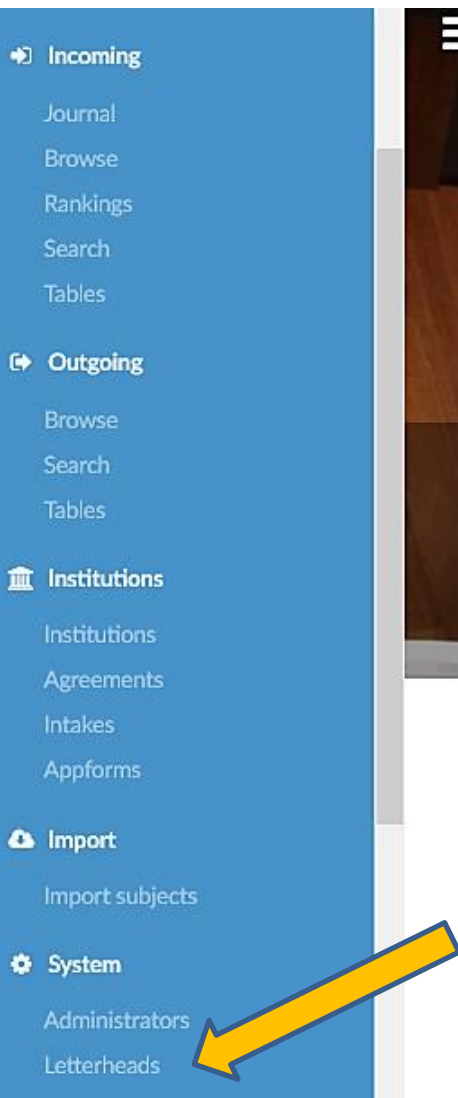 Incoming
Journal
Browse
Rankings
Search
Tables
Outgoing
Browse
Search
Tables
Institutions
Institutions
Agreements
Intakes
Appforms
Import
Import subjects
System
Administrators
Letterheads